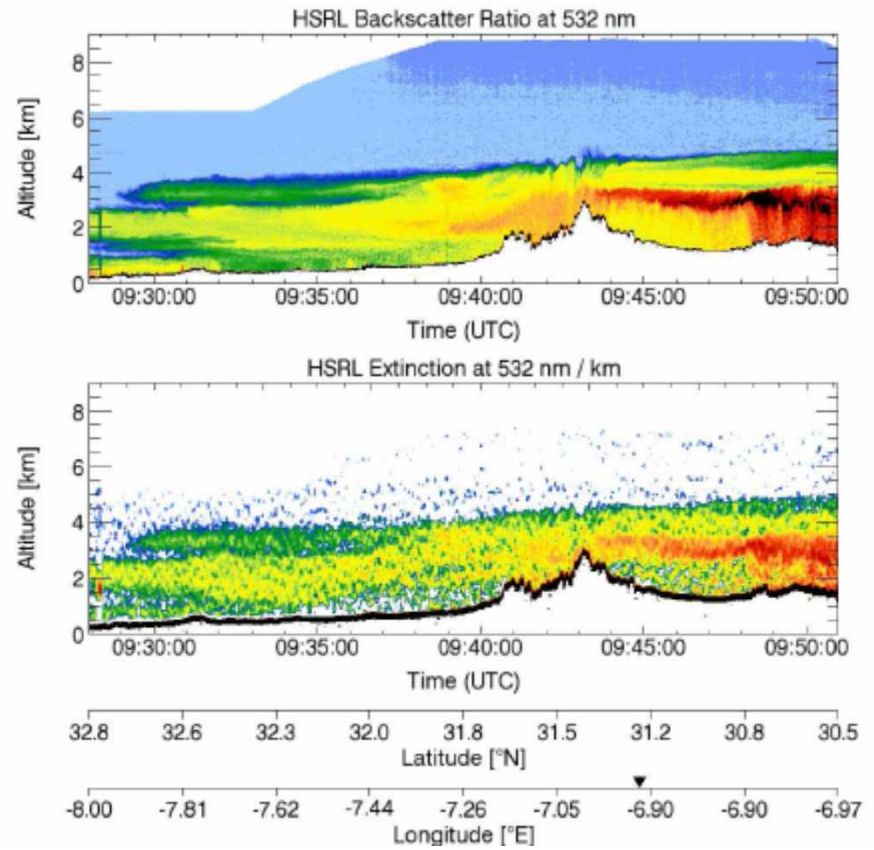 HSRL Backscatter Ratio at 532 nm
8
6
4
2
0
Altitude [km]
09:30:00 09:35:00 09:40:00 09:45:00 09:50:00
Time (UTC)
HSRL Extinction at 532 nm / km
8
6
4
2
0
Altitude [km]
09:30:00 09:35:00 09:40:00 09:45:00 09:50:00
Time (UTC)
32.8 32.6 32.3 32.0 31.8 31.5 31.2 30.8 30.5
Latitude [°N]
-8.00 -7.81 -7.62 -7.44 -7.26 -7.05 -6.90 -6.90 -6.97
Longitude [°E]